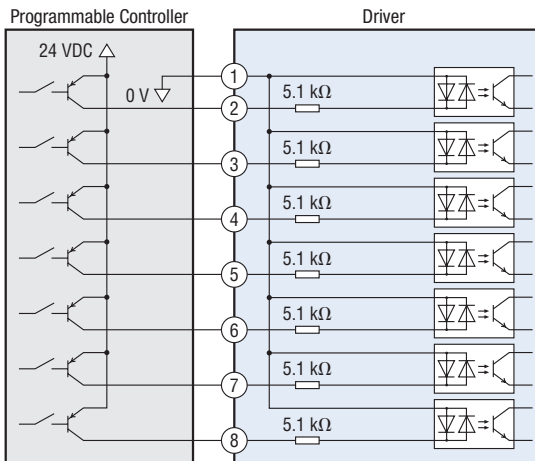 Programmable Controller
Driver
24 VDC
0 V
1
5.1 kΩ
2
5.1 kΩ
3
5.1 kΩ
4
5.1 kΩ
5
5.1 kΩ
6
5.1 kΩ
7
5.1 kΩ
8